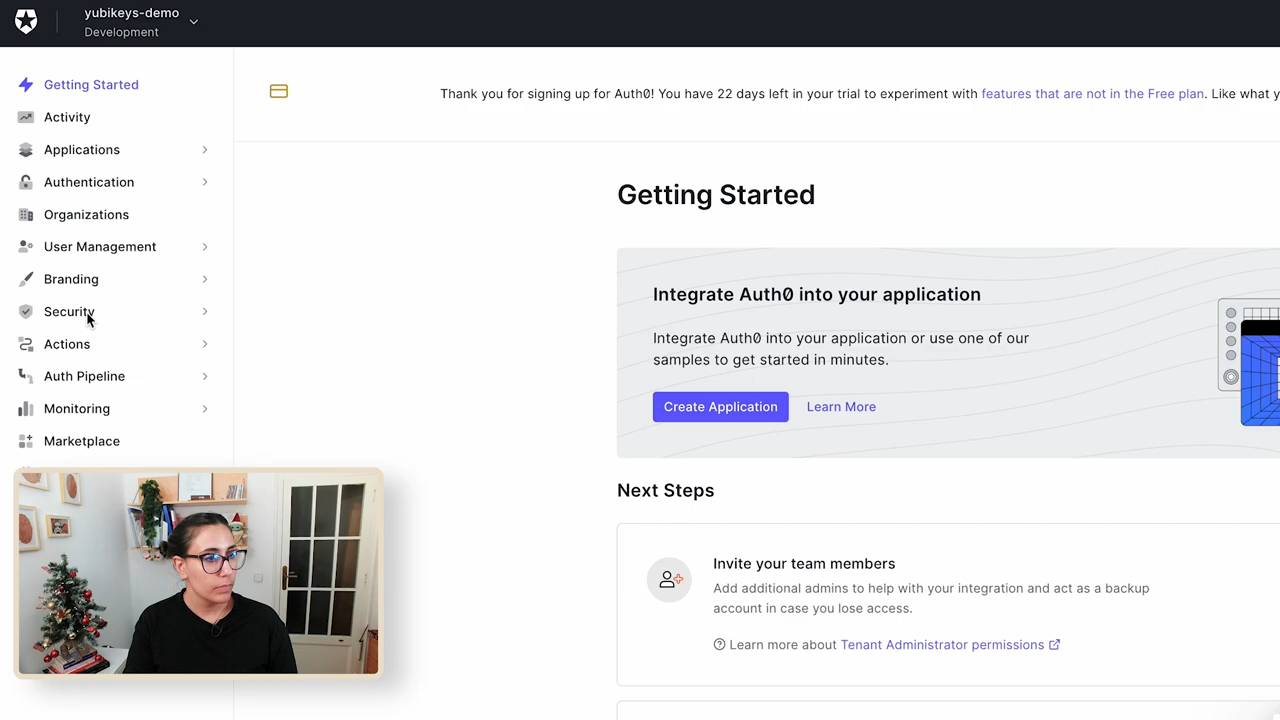 yubikeys-demo
Development
Getting Started
Activity
Applications
Authentication
Organizations
User Management
Branding
Security
Actions
Auth Pipeline
Monitoring
Marketplace
Thank you for signing up for Auth0! You have 22 days left in your trial to experiment with features that are not in the Free plan. Like what y
Getting Started
Integrate Auth0 into your application
Integrate Auth0 into your application or use one of our
samples to get started in minutes.
Create Application
Learn More
Next Steps
Invite your team members
Add additional admins to help with your integration and act as a backup
account in case you lose access.
Learn more about Tenant Administrator permissions